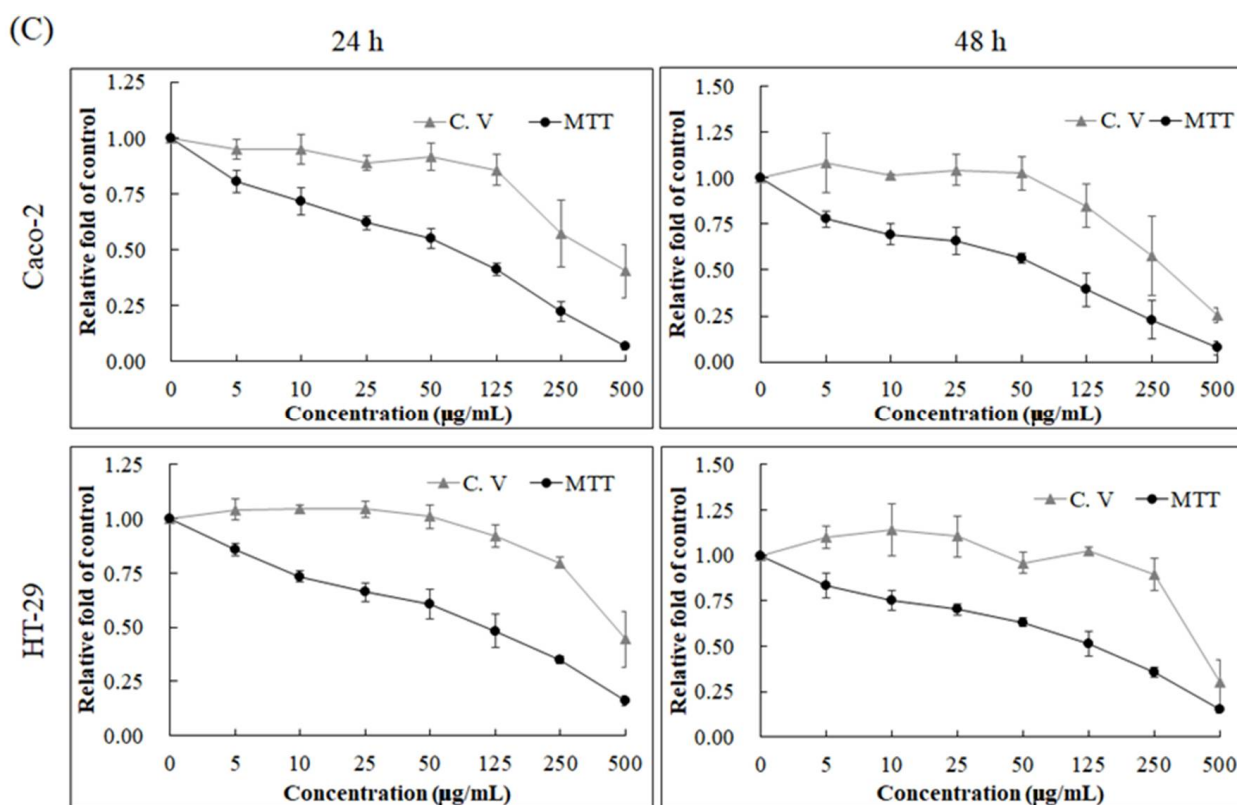 (C)
24 h
48 h
Caco-2
Relative fold of control
1.25
1.00
0.75
0.50
0.25
0.00
C. V
MTT
0 5 10 25 50 125 250 500
Concentration (µg/mL)
Relative fold of control
1.50
1.25
1.00
0.75
0.50
0.25
0.00
C. V
MTT
0 5 10 25 50 125 250 500
Concentration (µg/mL)
HT-29
Relative fold of control
1.25
1.00
0.75
0.50
0.25
0.00
C. V
MTT
0 5 10 25 50 125 250 500
Concentration (µg/mL)
Relative fold of control
1.50
1.25
1.00
0.75
0.50
0.25
0.00
C. V
MTT
0 5 10 25 50 125 250 500
Concentration (µg/mL)